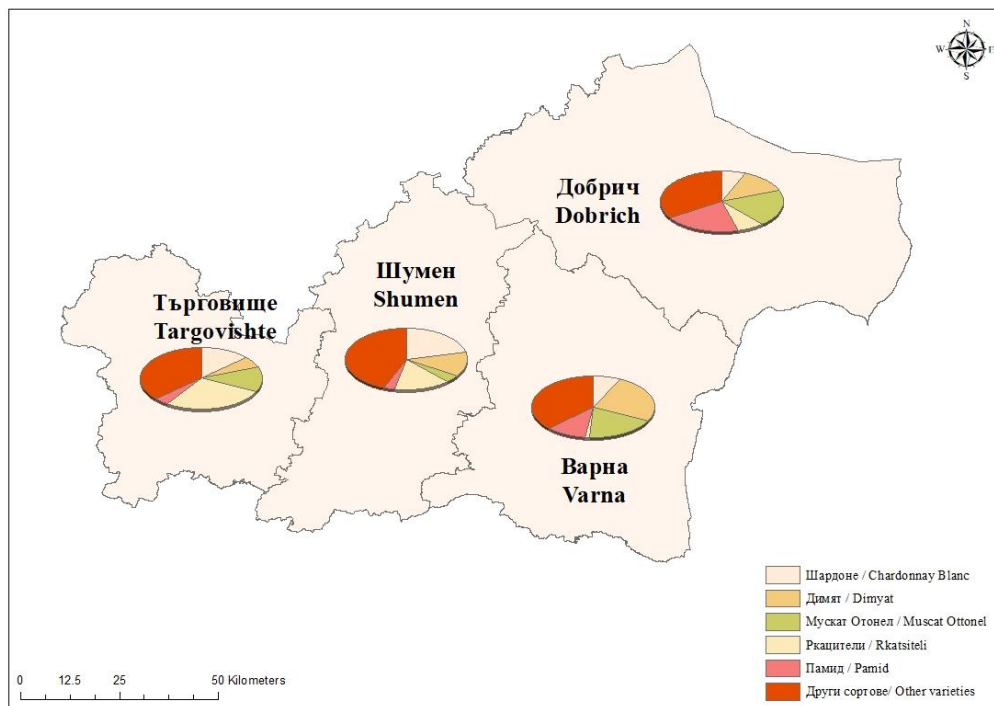 N
W E
S
Добрич
Dobrich
Шумен
Shumen
Търговище
Targovishte
Варна
Varna
Шардоне / Chardonnay Blanc
Димят / Dimyat
Мускат Отонел / Muscat Ottonel
Ркацители / Rkatsiteli
Памид / Pamid
Други сортове/ Other varieties
0 12.5 25 50 Kilometers